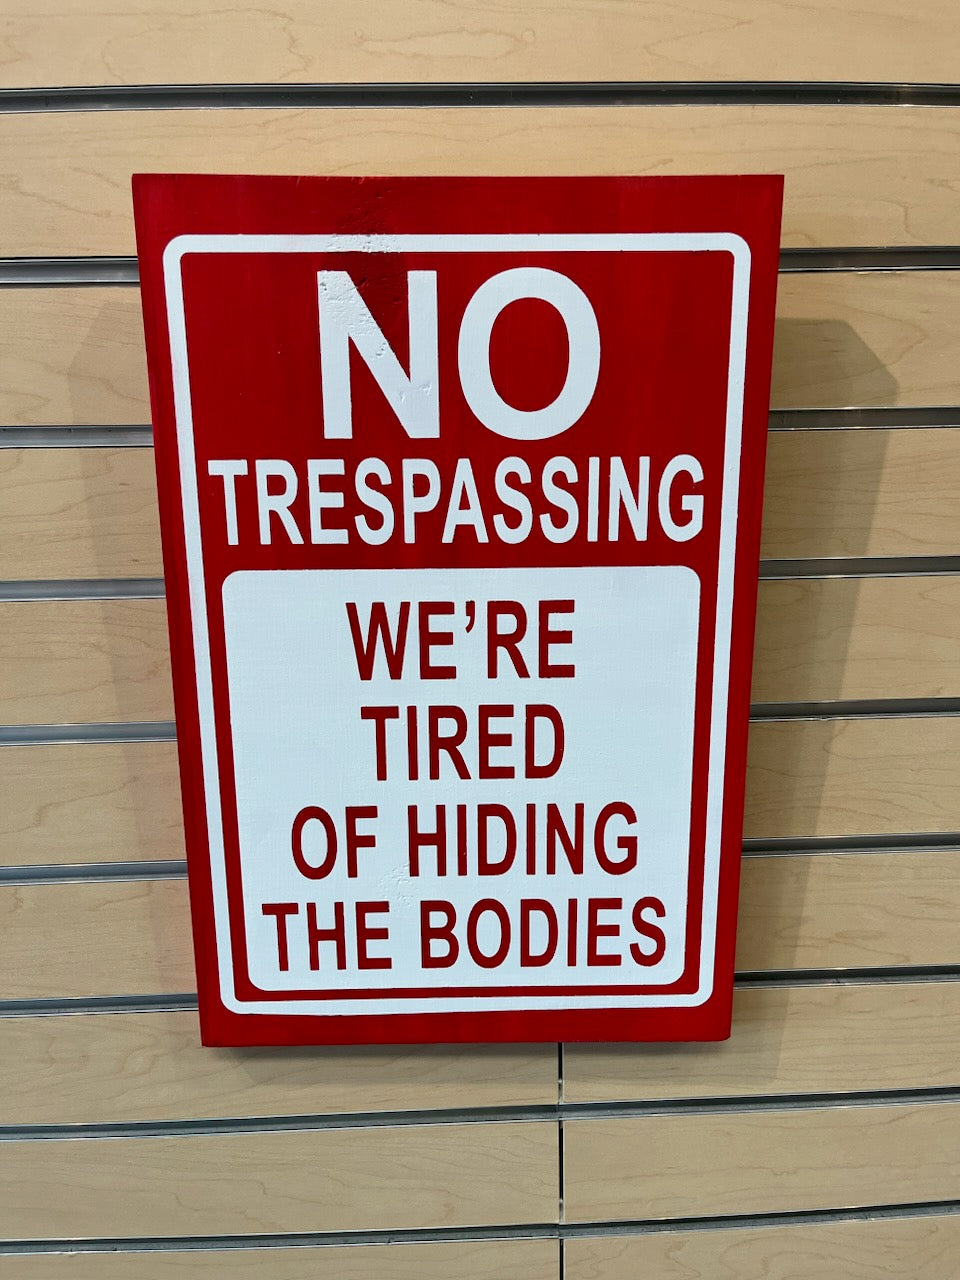 NO
TRESPASSING
WE'RE
TIRED
OF HIDING
THE BODIES